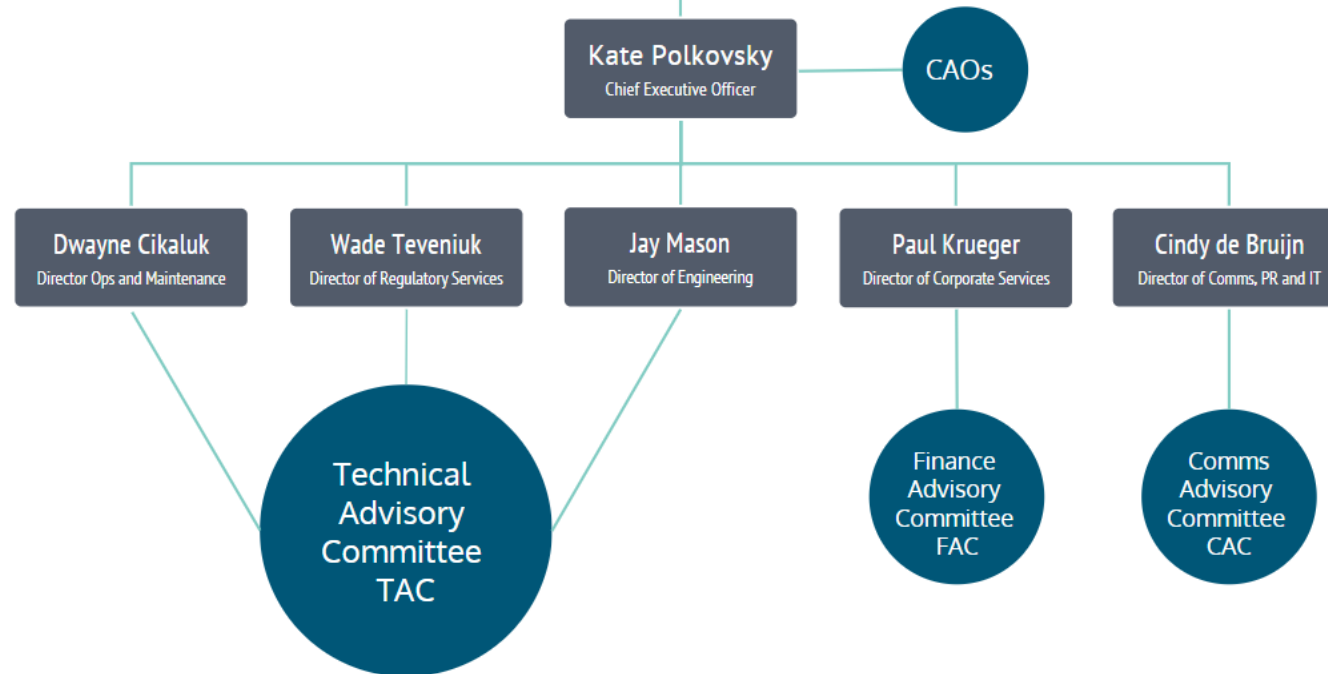 Kate Polkovsky
Chief Executive Officer
CAOs
Dwayne Cikaluk
Director Ops and Maintenance
Wade Teveniuk
Director of Regulatory Services
Jay Mason
Director of Engineering
Paul Krueger
Director of Corporate Services
Cindy de Bruijn
Director of Comms, PR and IT
Technical
Advisory
Committee
TAC
Finance
Advisory
Committee
FAC
Comms
Advisory
Committee
CAC